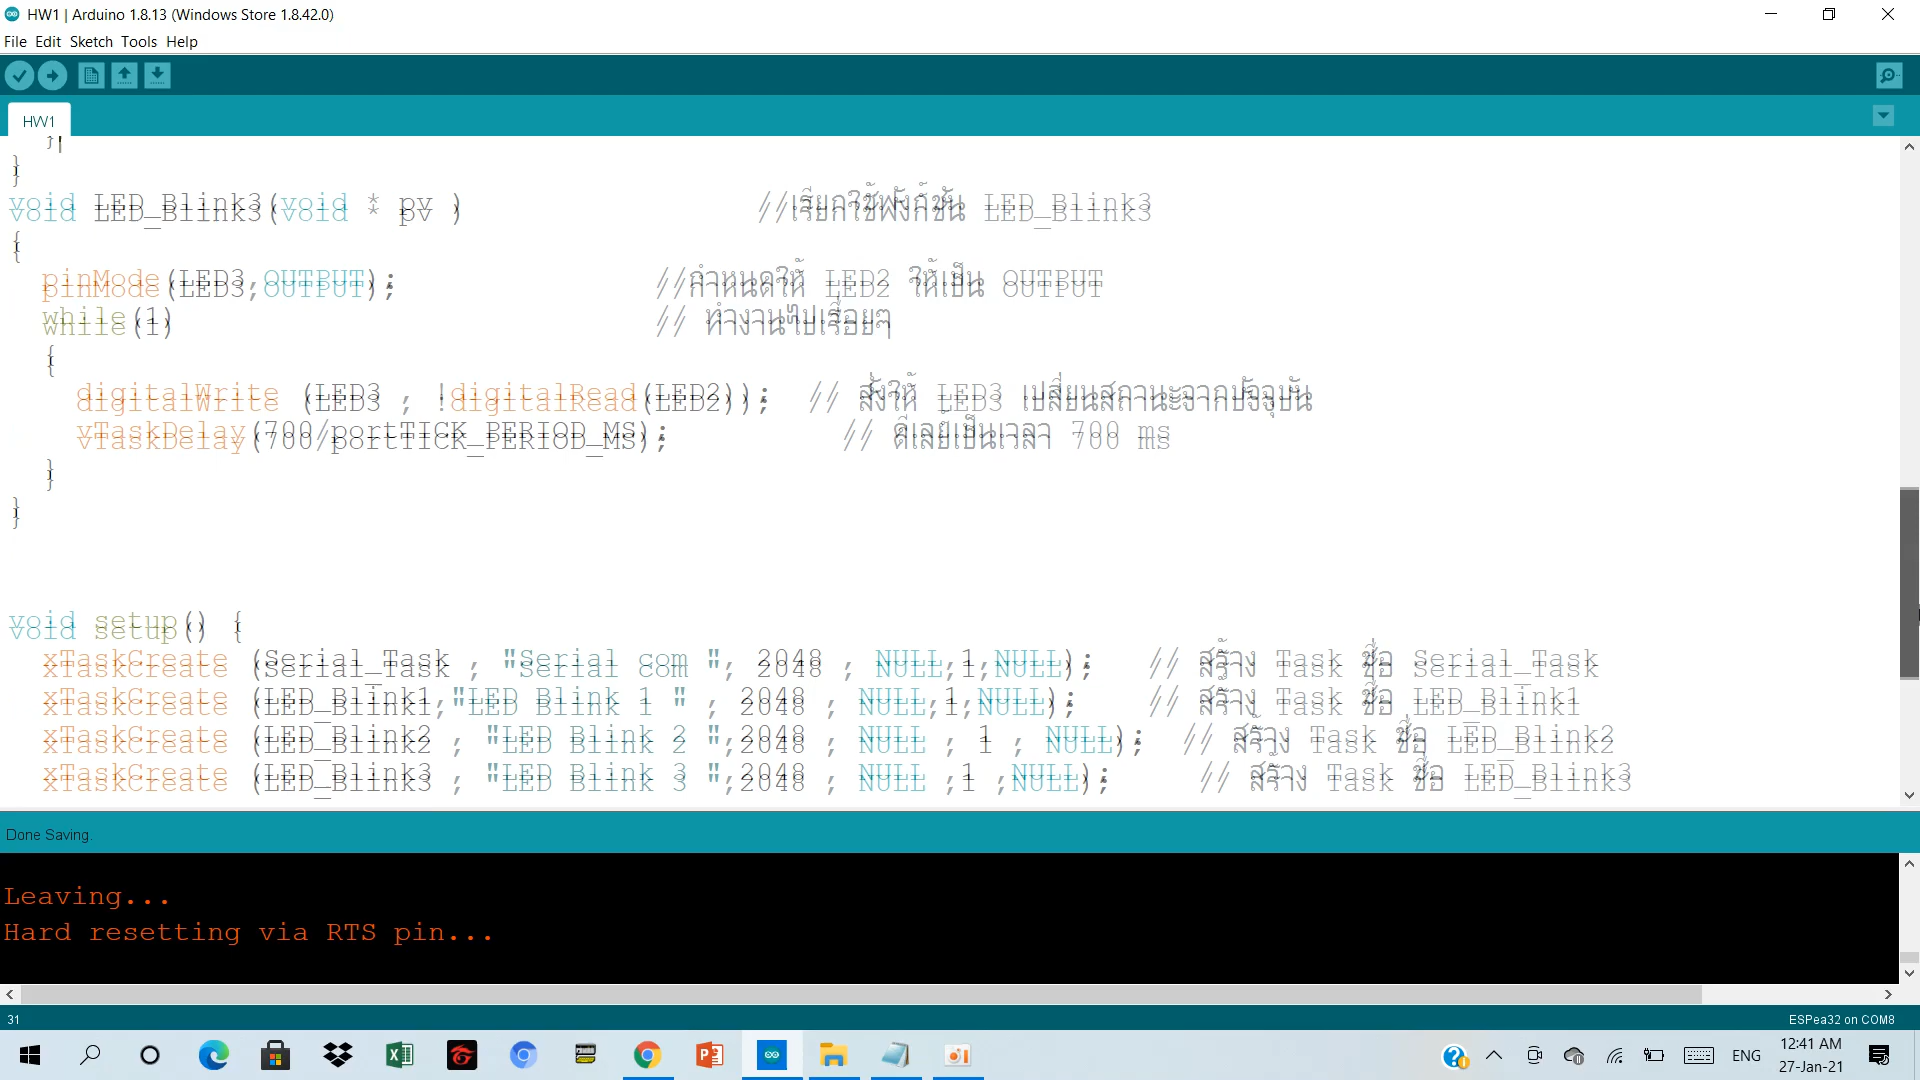 HW1 | Arduino 1.8.13 (Windows Store 1.8.42.0)
File Edit Sketch Tools Help
HW1
}
}
void LED_Blink3(void * pv ) //เรียกใช้ฟังก์ชัน LED_Blink3
{
pinMode(LED3,OUTPUT); //กำหนดให้ LED2 ให้เป็น OUTPUT
while(1) // ทำงานไปเรื่อยๆ
{
digitalWrite (LED3 , !digitalRead(LED2)); // สั่งให้ LED3 เปลี่ยนสถานะจากปัจจุบัน
vTaskDelay(700/portTICK_PERIOD_MS); // ดีเลย์เป็นเวลา 700 ms
}
}
void setup() {
xTaskCreate (Serial_Task , "Serial com ", 2048 , NULL,1,NULL); // สร้าง Task ชื่อ Serial_Task
xTaskCreate (LED_Blink1,"LED Blink 1 " , 2048 , NULL,1,NULL); // สร้าง Task ชื่อ LED_Blink1
xTaskCreate (LED_Blink2 , "LED Blink 2 ",2048 , NULL , 1 , NULL); // สร้าง Task ชื่อ LED_Blink2
xTaskCreate (LED_Blink3 , "LED Blink 3 ",2048 , NULL ,1 ,NULL); // สร้าง Task ชื่อ LED_Blink3
Done Saving.
Leaving...
Hard resetting via RTS pin...
31
ESPea32 on COM8
ENG
12:41 AM
27-Jan-21